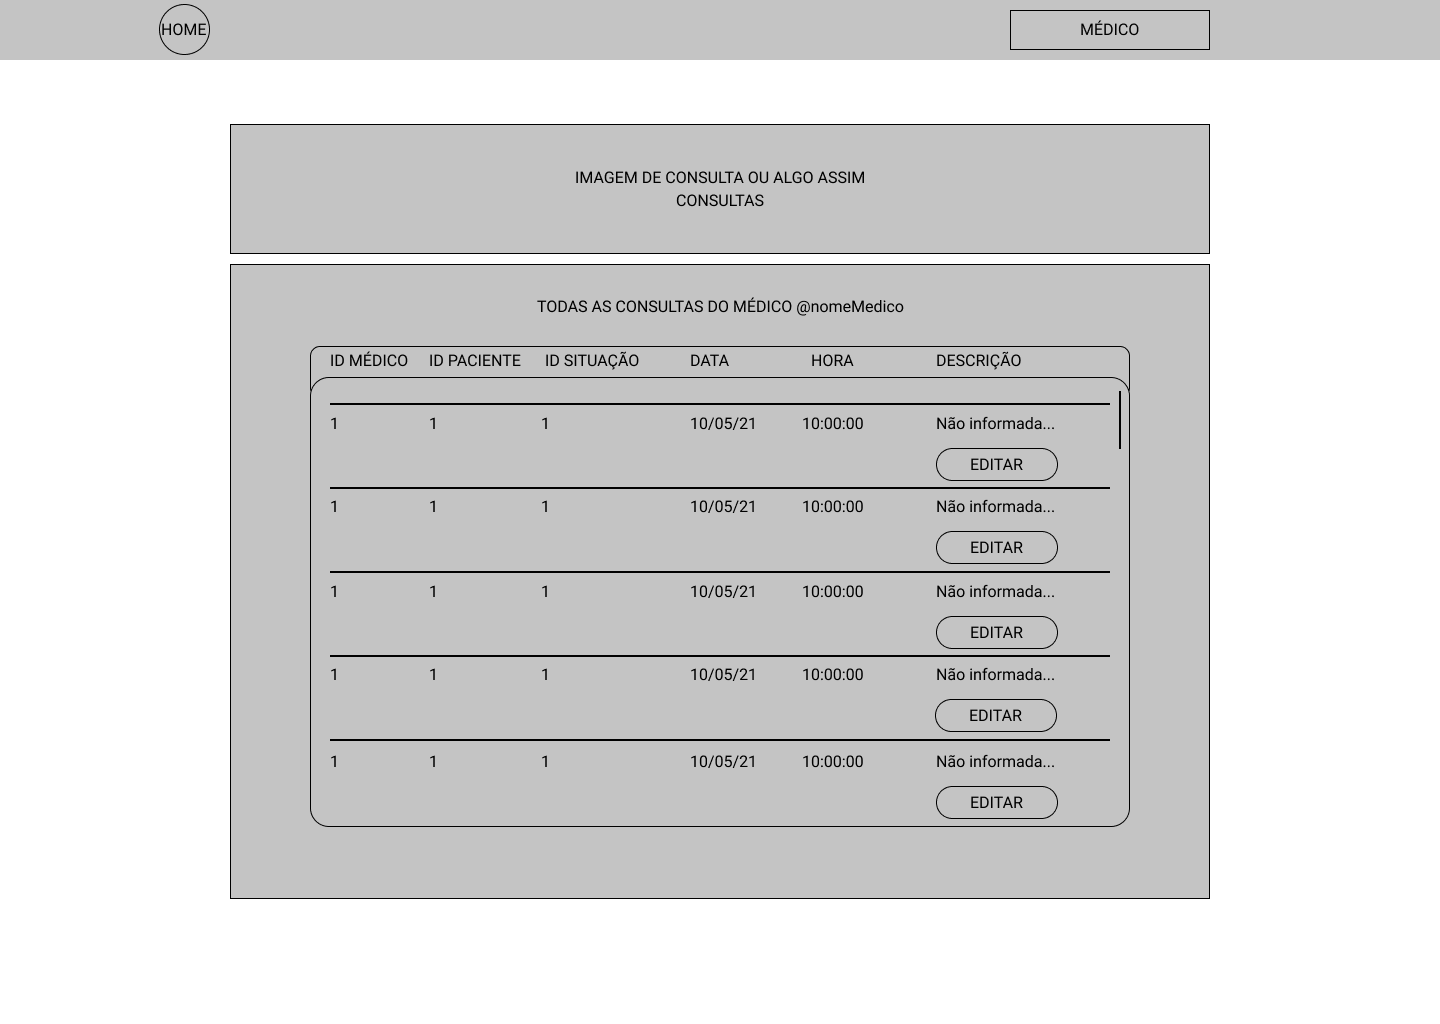 HOME MÉDICO
IMAGEM DE CONSULTA OU ALGO ASSIM
CONSULTAS
TODAS AS CONSULTAS DO MÉDICO @nomeMedico
ID MÉDICO ID PACIENTE ID SITUAÇÃO DATA HORA DESCRIÇÃO
1 1 1 10/05/21 10:00:00 Não informada...
EDITAR
1 1 1 10/05/21 10:00:00 Não informada...
EDITAR
1 1 1 10/05/21 10:00:00 Não informada...
EDITAR
1 1 1 10/05/21 10:00:00 Não informada...
EDITAR
1 1 1 10/05/21 10:00:00 Não informada...
EDITAR